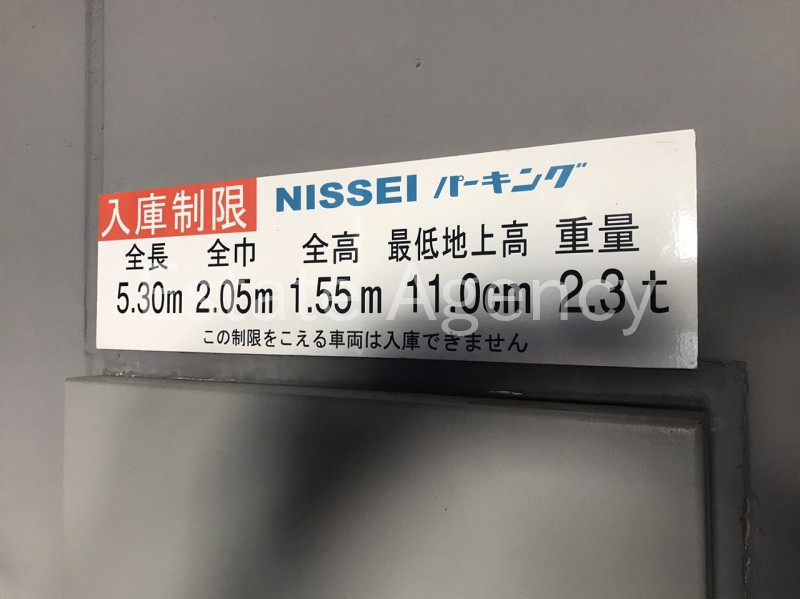 入庫制限 NISSEI パーキング
全長 全巾 全高 最低地上高 重量
5.30m 2.05m 1.55m 11.0cm 2.3t
この制限をこえる車両は入庫できません